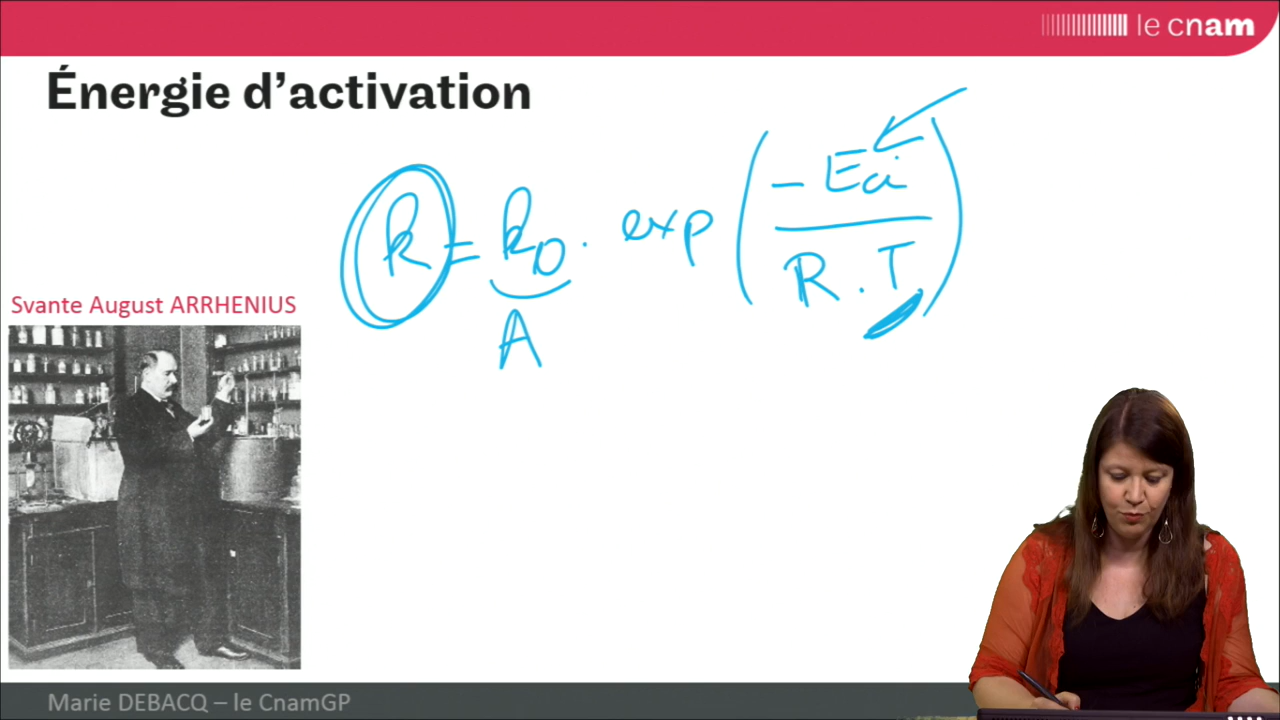 le cnam
Énergie d’activation
k = k0 . exp ( - Ea / R . T )
A
Svante August ARRHENIUS
Marie DEBACQ – le CnamGP